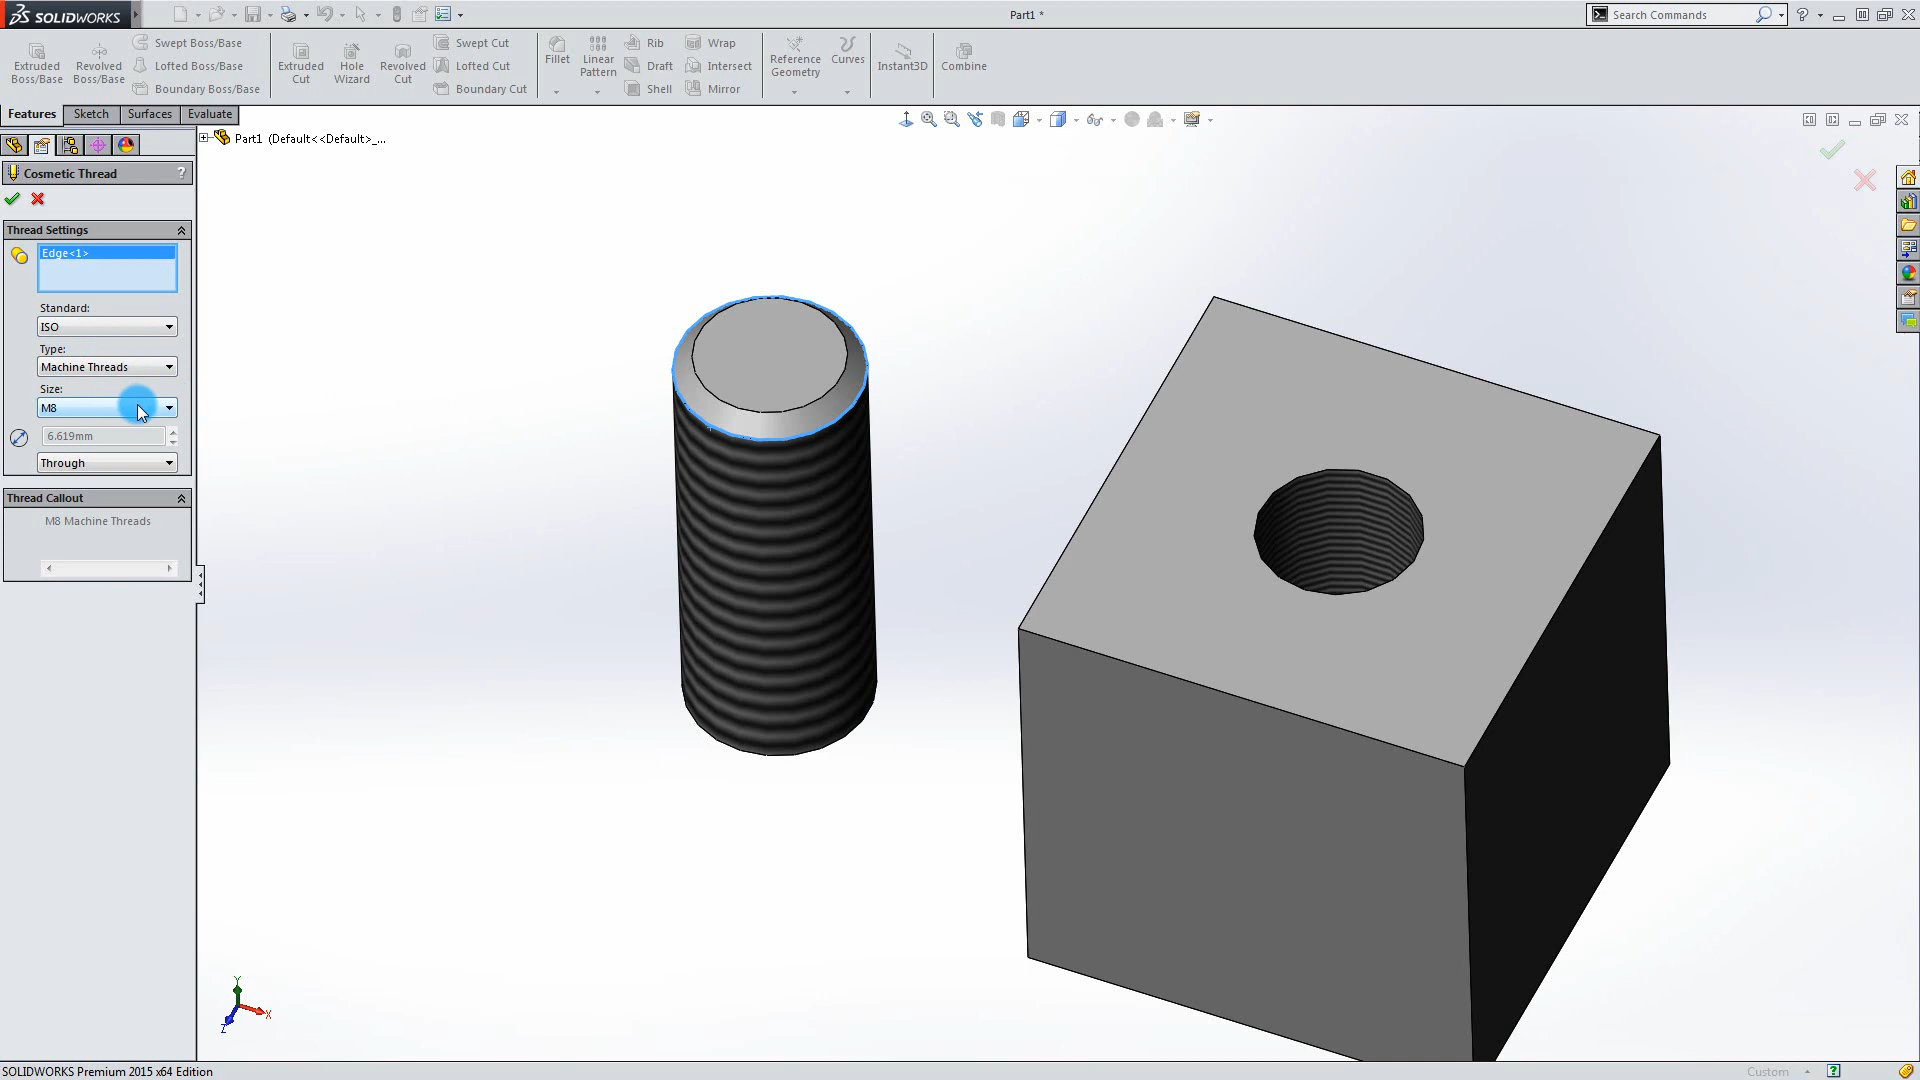 SOLIDWORKS
Part1 *
Search Commands
Extruded Boss/Base
Revolved Boss/Base
Swept Boss/Base
Lofted Boss/Base
Boundary Boss/Base
Extruded Cut
Hole Wizard
Revolved Cut
Swept Cut
Lofted Cut
Boundary Cut
Fillet
Linear Pattern
Rib
Draft
Shell
Wrap
Intersect
Mirror
Reference Geometry
Curves
Instant3D
Combine
Features
Sketch
Surfaces
Evaluate
Part1 (Default<<Default>_...
Cosmetic Thread
?
Thread Settings
Edge<1>
Standard:
ISO
Type:
Machine Threads
Size:
M8
6.619mm
Through
Thread Callout
M8 Machine Threads
Y
X
Z
SOLIDWORKS Premium 2015 x64 Edition
Custom